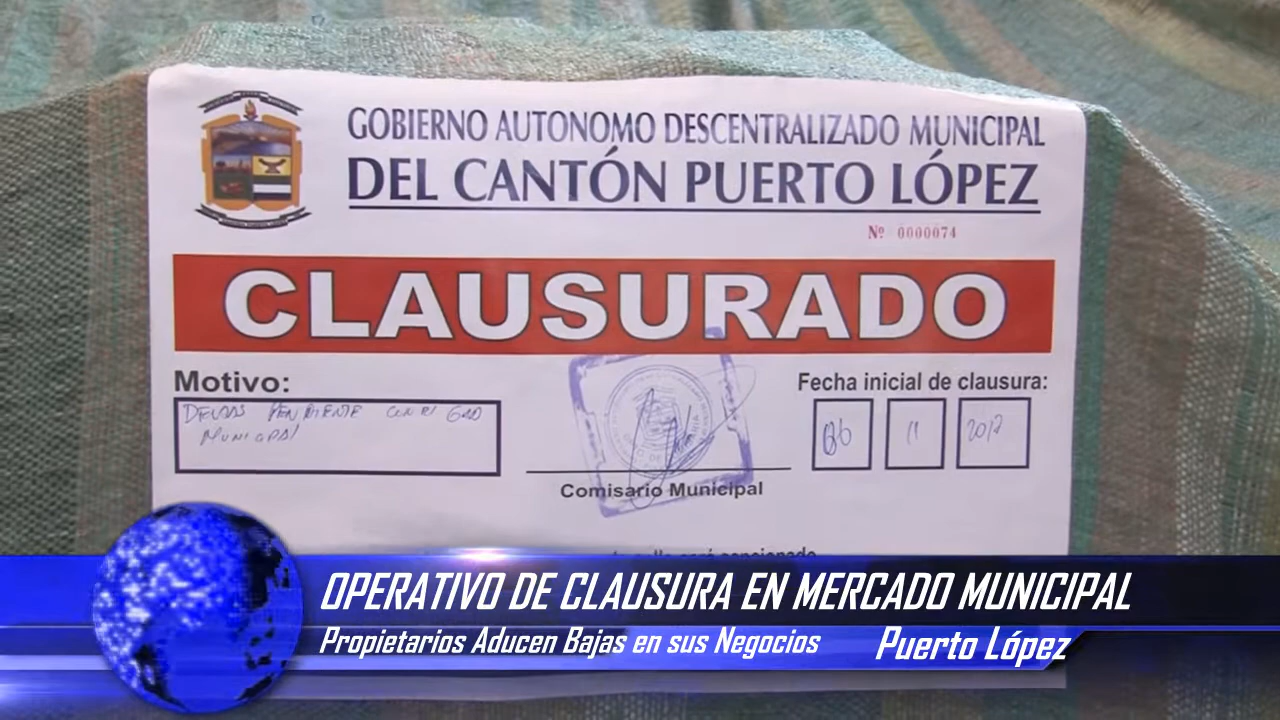 GOBIERNO AUTONOMO DESCENTRALIZADO MUNICIPAL
DEL CANTÓN PUERTO LÓPEZ
Nº 0000074
CLAUSURADO
Motivo:
DEUDAS PENDIENTE CON EL GAD
MUNICIPAL
Fecha inicial de clausura:
06 11 2017
Comisario Municipal
sancionado
OPERATIVO DE CLAUSURA EN MERCADO MUNICIPAL
Propietarios Aducen Bajas en sus Negocios
Puerto López